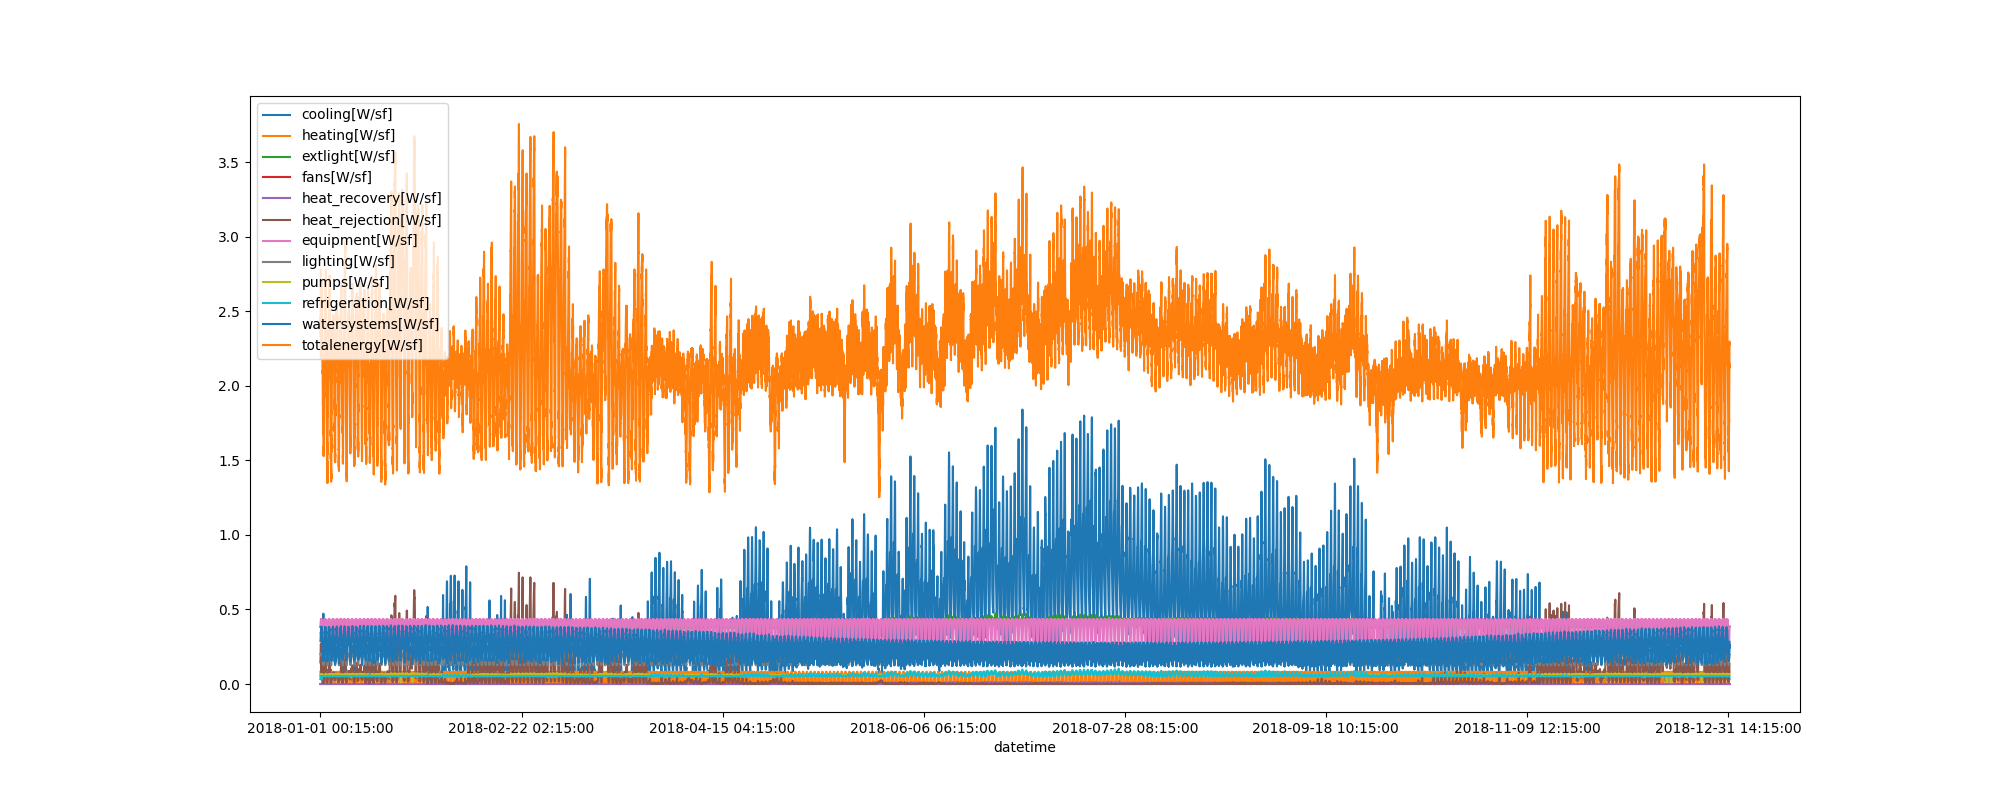 cooling[W/sf]
heating[W/sf]
extlight[W/sf]
fans[W/sf]
heat_recovery[W/sf]
heat_rejection[W/sf]
equipment[W/sf]
lighting[W/sf]
pumps[W/sf]
refrigeration[W/sf]
watersystems[W/sf]
totalenergy[W/sf]
3.5
3.0
2.5
2.0
1.5
1.0
0.5
0.0
2018-01-01 00:15:00 2018-02-22 02:15:00 2018-04-15 04:15:00 2018-06-06 06:15:00 2018-07-28 08:15:00 2018-09-18 10:15:00 2018-11-09 12:15:00 2018-12-31 14:15:00
datetime